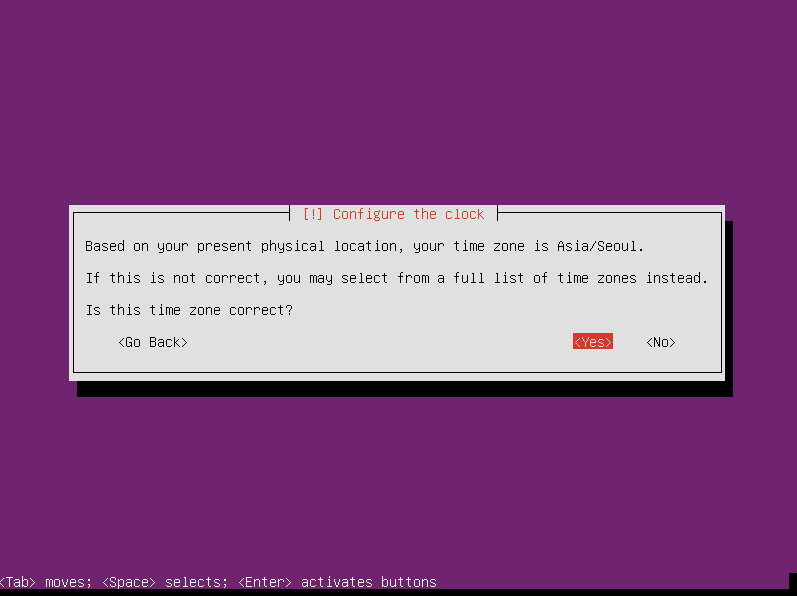 [!] Configure the clock
Based on your present physical location, your time zone is Asia/Seoul.
If this is not correct, you may select from a full list of time zones instead.
Is this time zone correct?
<Go Back> <Yes> <No>
<Tab> moves; <Space> selects; <Enter> activates buttons